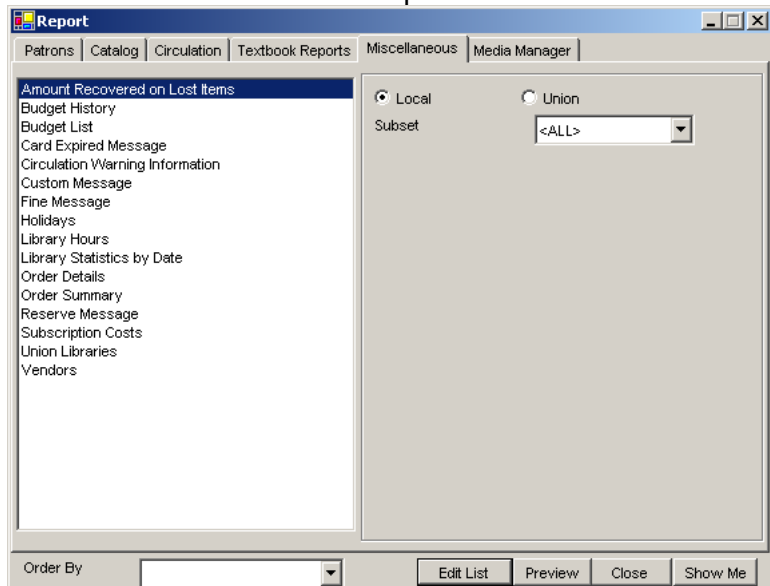 Report
Patrons Catalog Circulation Textbook Reports Miscellaneous Media Manager
Amount Recovered on Lost Items
Budget History
Budget List
Card Expired Message
Circulation Warning Information
Custom Message
Fine Message
Holidays
Library Hours
Library Statistics by Date
Order Details
Order Summary
Reserve Message
Subscription Costs
Union Libraries
Vendors
Local Union
Subset <ALL>
Order By Edit List Preview Close Show Me